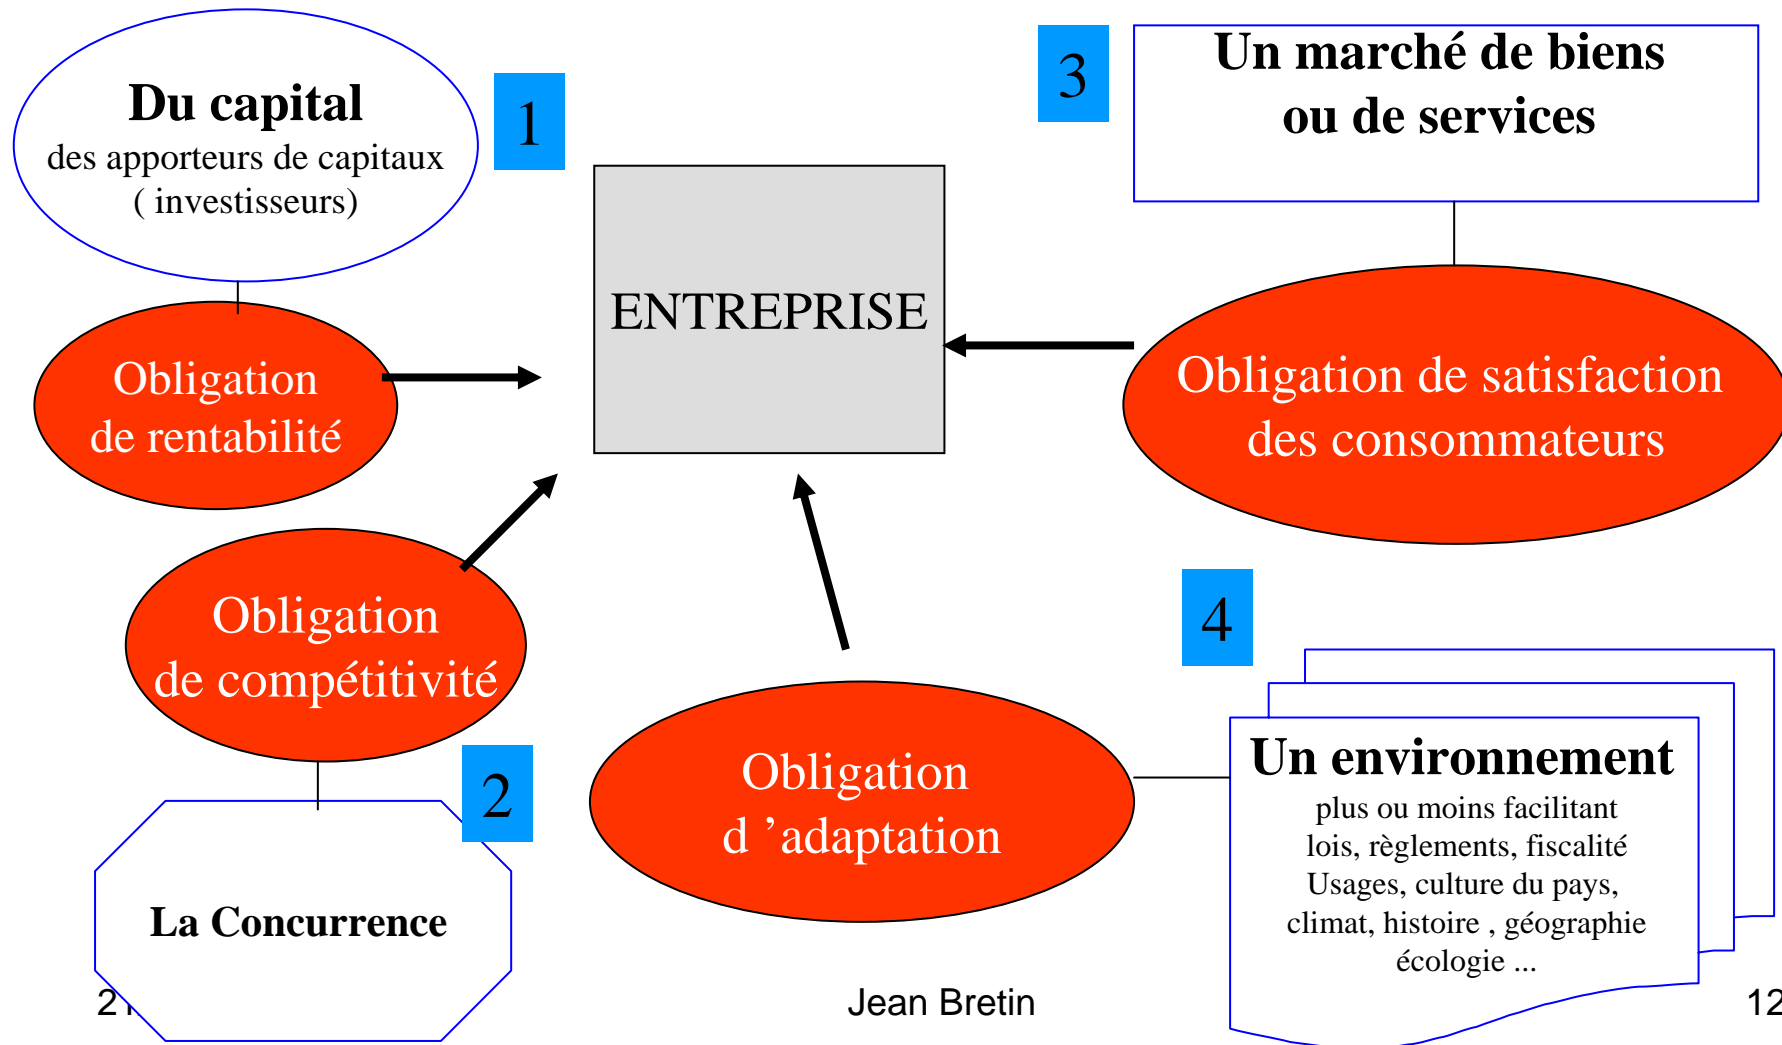 Du capital
des apporteurs de capitaux
( investisseurs)
1
Obligation
de rentabilité
ENTREPRISE
3
Un marché de biens
ou de services
Obligation de satisfaction
des consommateurs
Obligation
de compétitivité
2
La Concurrence
Obligation
d ’adaptation
4
Un environnement
plus ou moins facilitant
lois, règlements, fiscalité
Usages, culture du pays,
climat, histoire , géographie
écologie ...
Jean Bretin
12